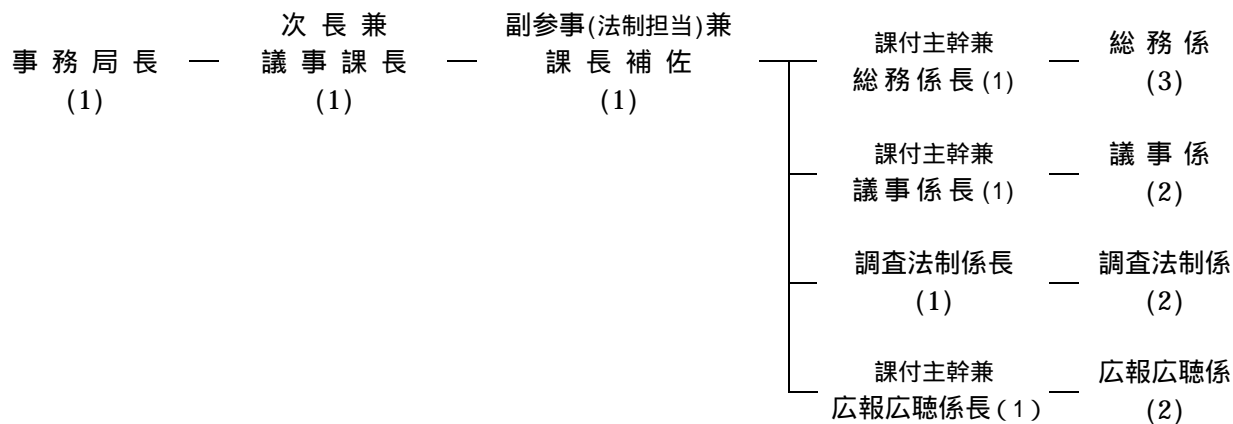 事務局長
(1)
次長兼
議事課長
(1)
副参事(法制担当)兼
課長補佐
(1)
課付主幹兼
総務係長(1)
総務係
(3)
課付主幹兼
議事係長(1)
議事係
(2)
調査法制係長
(1)
調査法制係
(2)
課付主幹兼
広報広聴係長(1)
広報広聴係
(2)